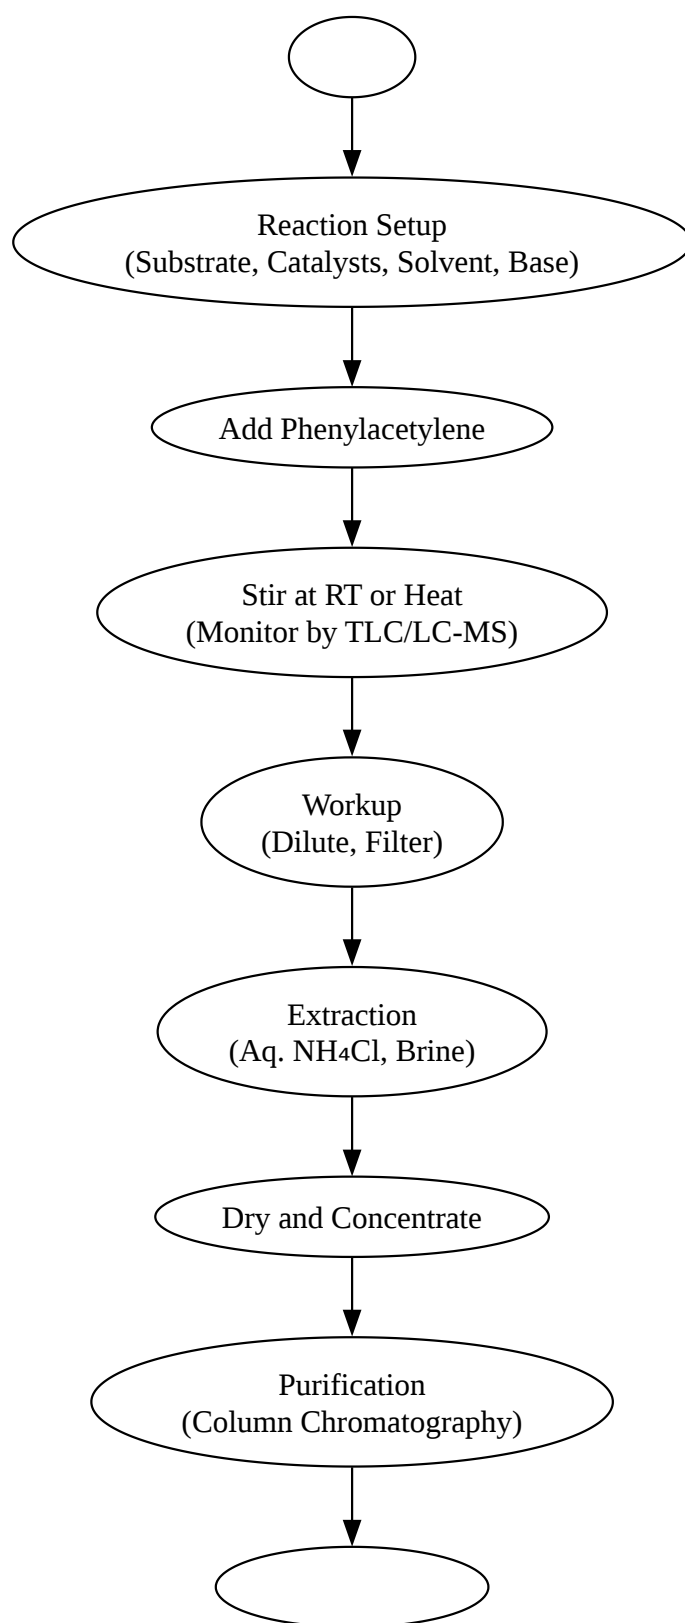 Reaction Setup
(Substrate, Catalysts, Solvent, Base)
Add Phenylacetylene
Stir at RT or Heat
(Monitor by TLC/LC-MS)
Workup
(Dilute, Filter)
Extraction
(Aq. NH₄Cl, Brine)
Dry and Concentrate
Purification
(Column Chromatography)